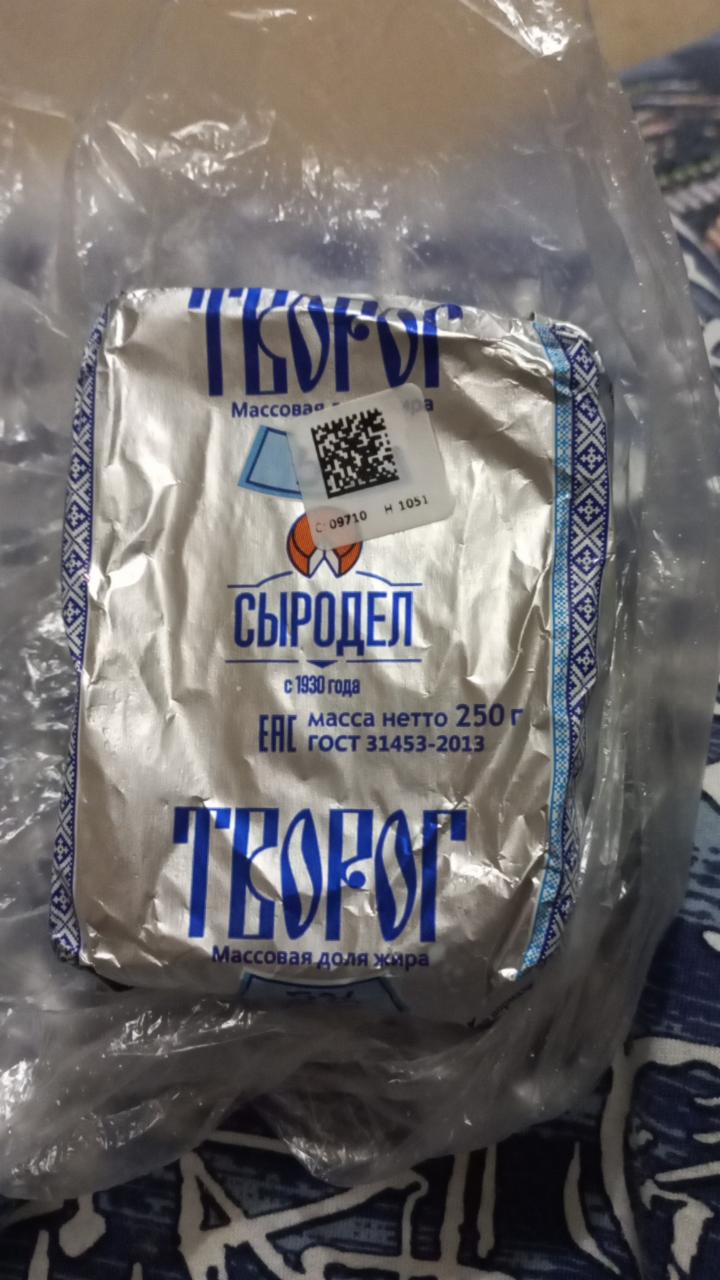 ТВОРОГ
Массовая
С 09710 Н 1051
СЫРОДЕЛ
с 1930 года
ЕАС масса нетто 250 г
ГОСТ 31453-2013
ТВОРОГ
Массовая доля жира